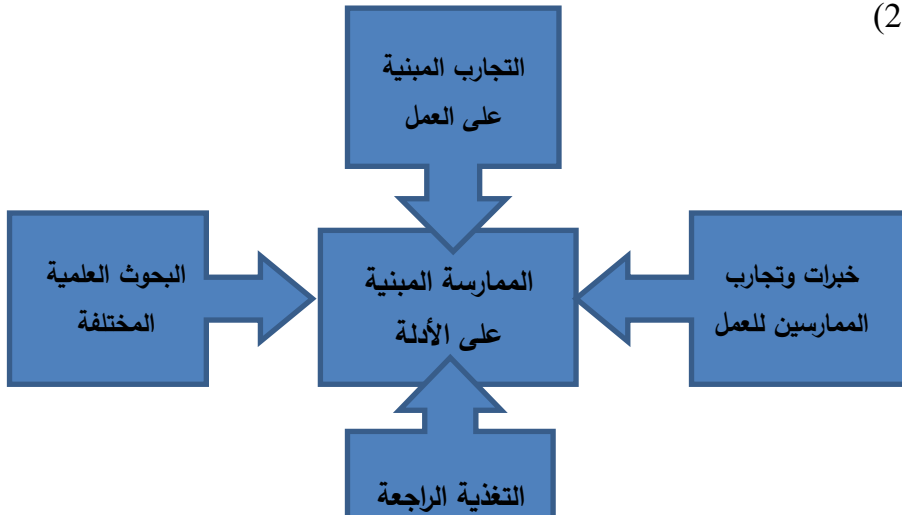 (2
التجارب المبنية
على العمل
خبرات وتجارب
الممارسين للعمل
الممارسة المبنية
على الأدلة
البحوث العلمية
المختلفة
التغذية الراجعة